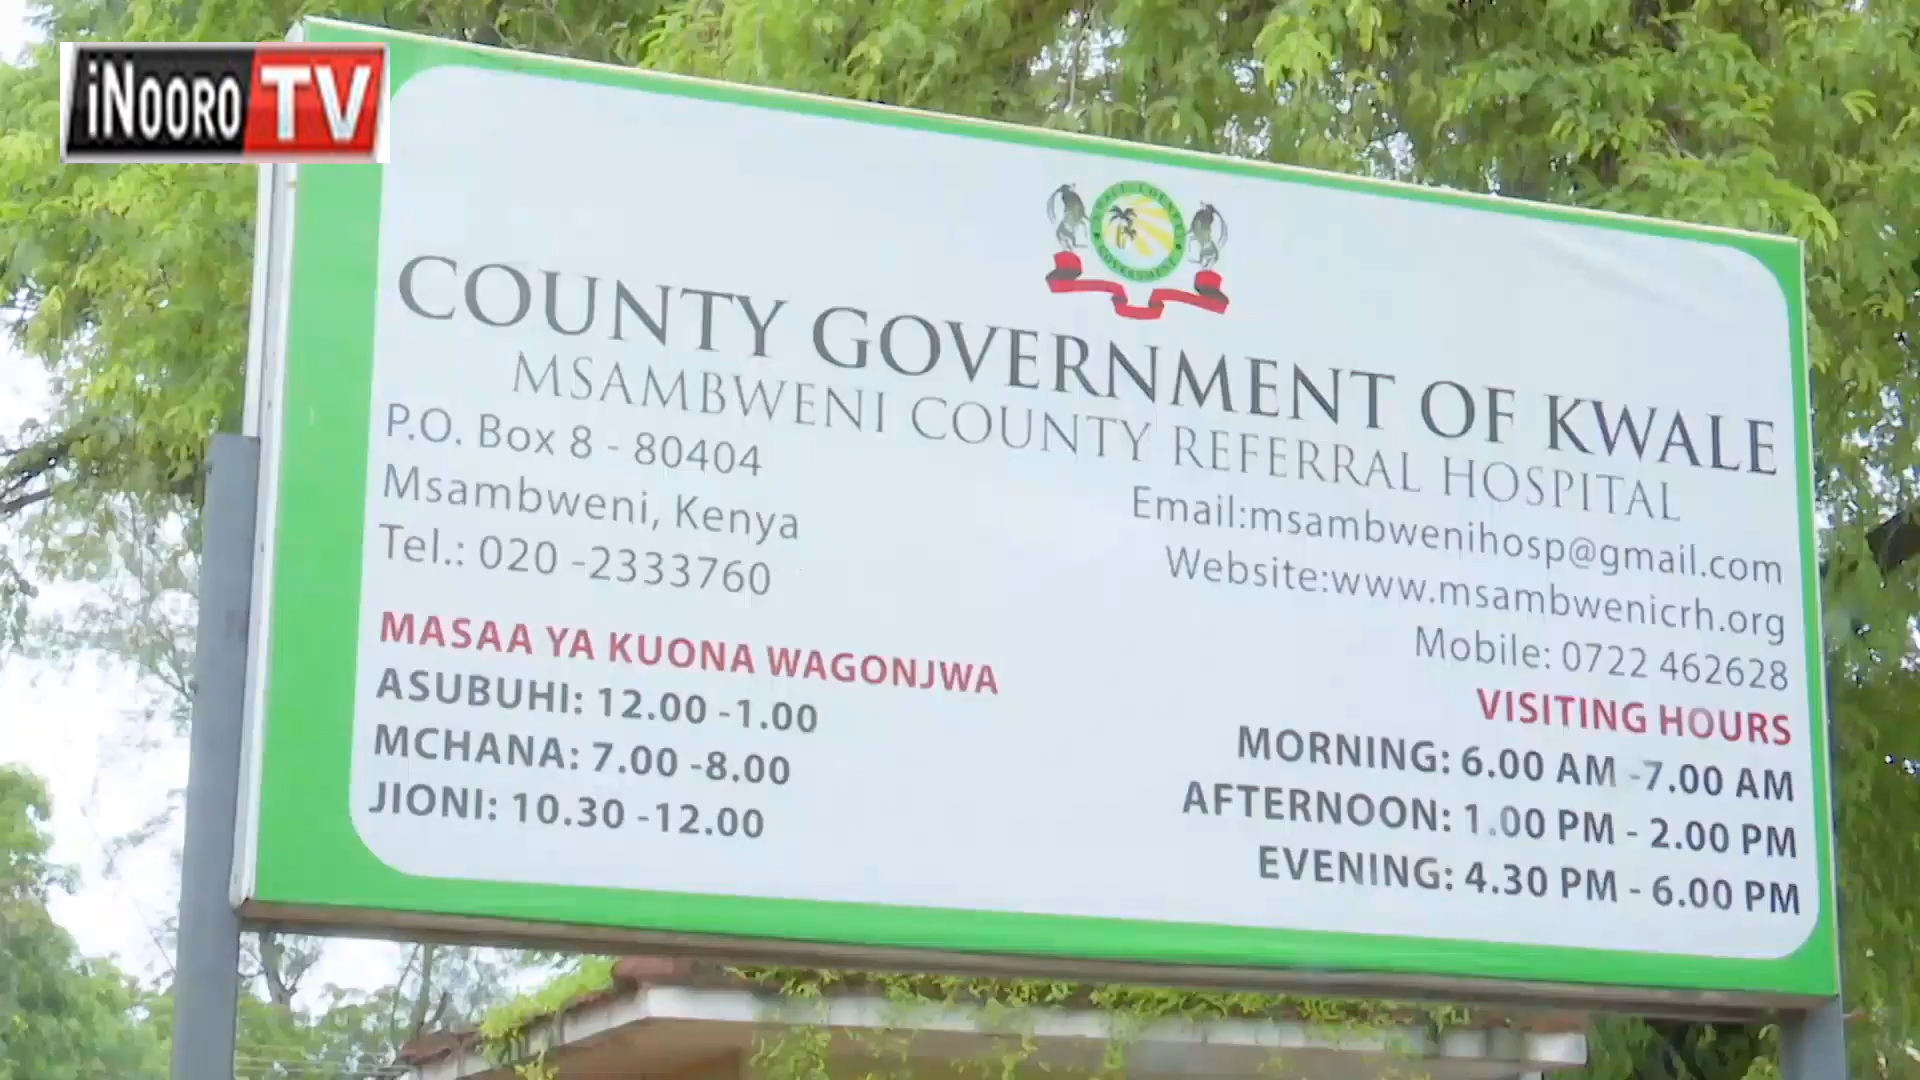 iNOORO TV
COUNTY GOVERNMENT OF KWALE
MSAMBWENI COUNTY REFERRAL HOSPITAL
P.O. Box 8 - 80404
Msambweni, Kenya
Tel.: 020 -2333760
Email:msambwenihosp@gmail.com
Website:www.msambwenicrh.org
Mobile: 0722 462628
MASAA YA KUONA WAGONJWA
ASUBUHI: 12.00 -1.00
MCHANA: 7.00 -8.00
JIONI: 10.30 -12.00
VISITING HOURS
MORNING: 6.00 AM -7.00 AM
AFTERNOON: 1.00 PM - 2.00 PM
EVENING: 4.30 PM - 6.00 PM